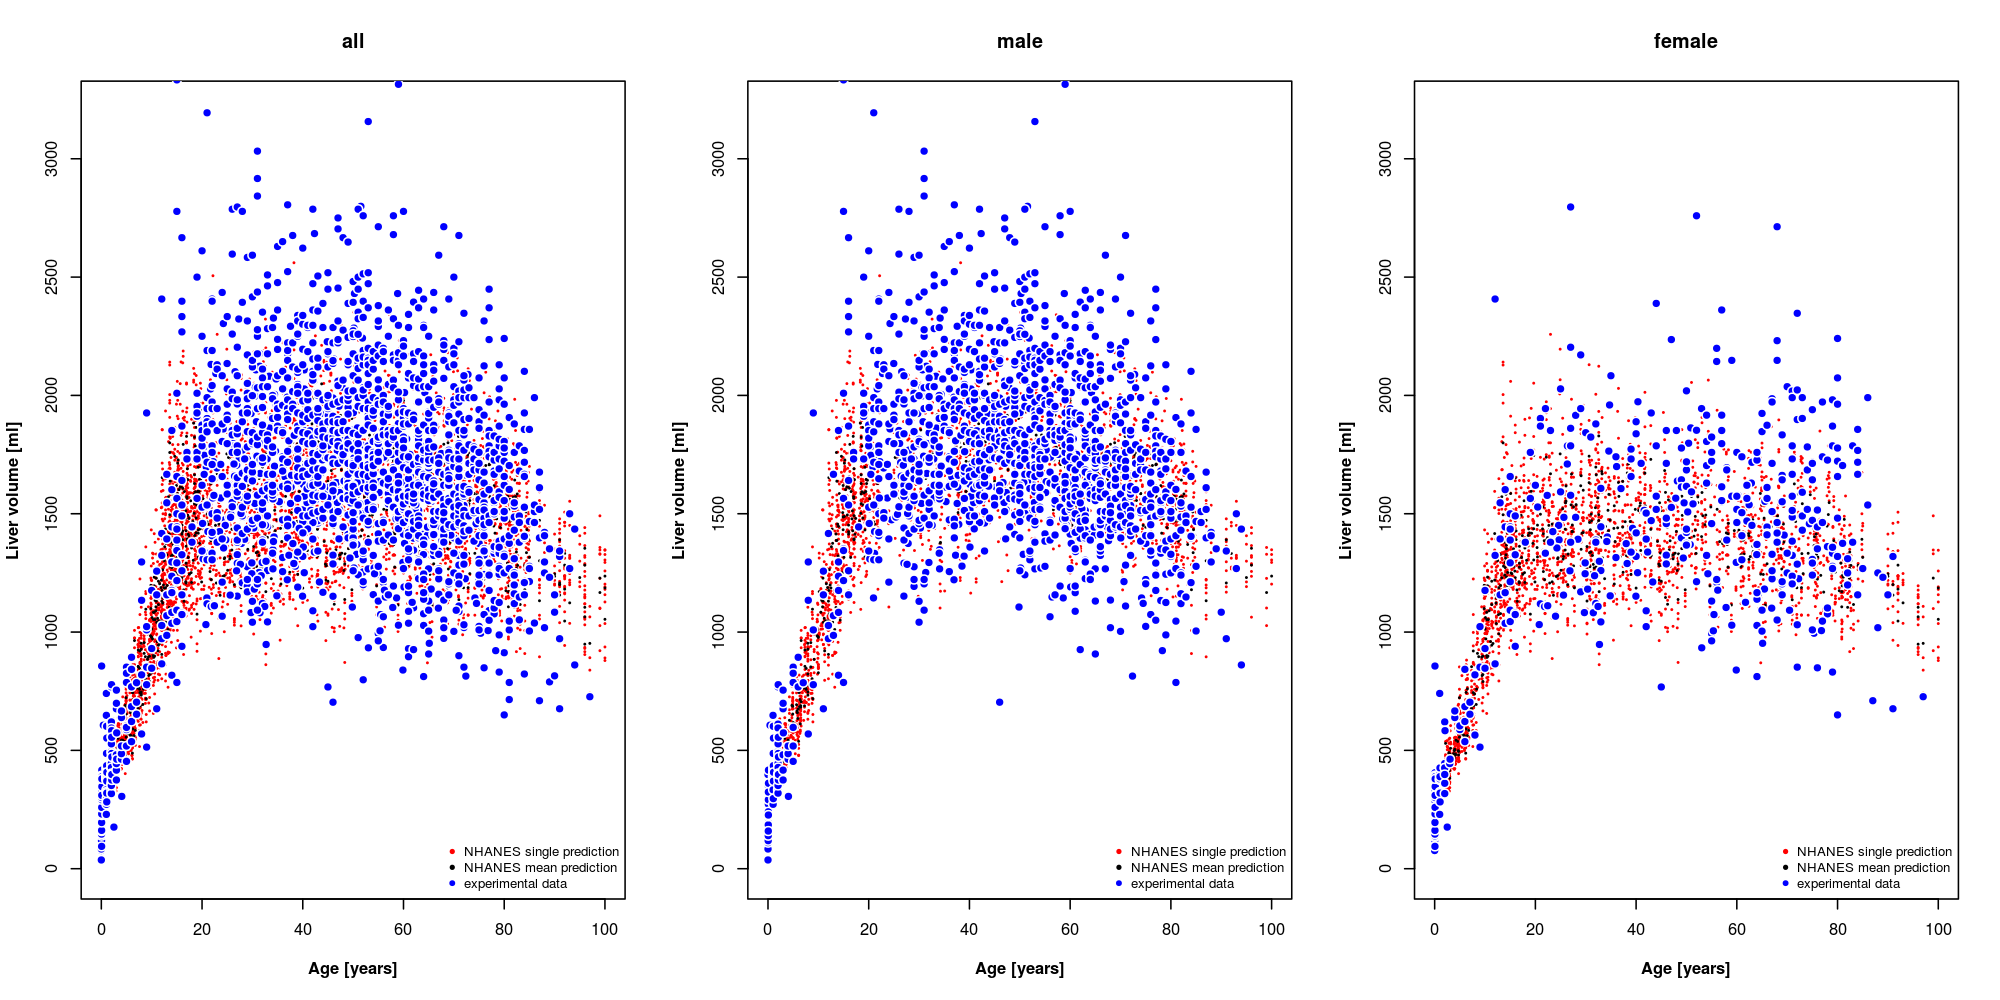 all
Liver volume [ml]
3000
2500
2000
1500
1000
500
0
NHANES single prediction
NHANES mean prediction
experimental data
0 20 40 60 80 100
Age [years]
male
Liver volume [ml]
3000
2500
2000
1500
1000
500
0
NHANES single prediction
NHANES mean prediction
experimental data
0 20 40 60 80 100
Age [years]
female
Liver volume [ml]
3000
2500
2000
1500
1000
500
0
NHANES single prediction
NHANES mean prediction
experimental data
0 20 40 60 80 100
Age [years]